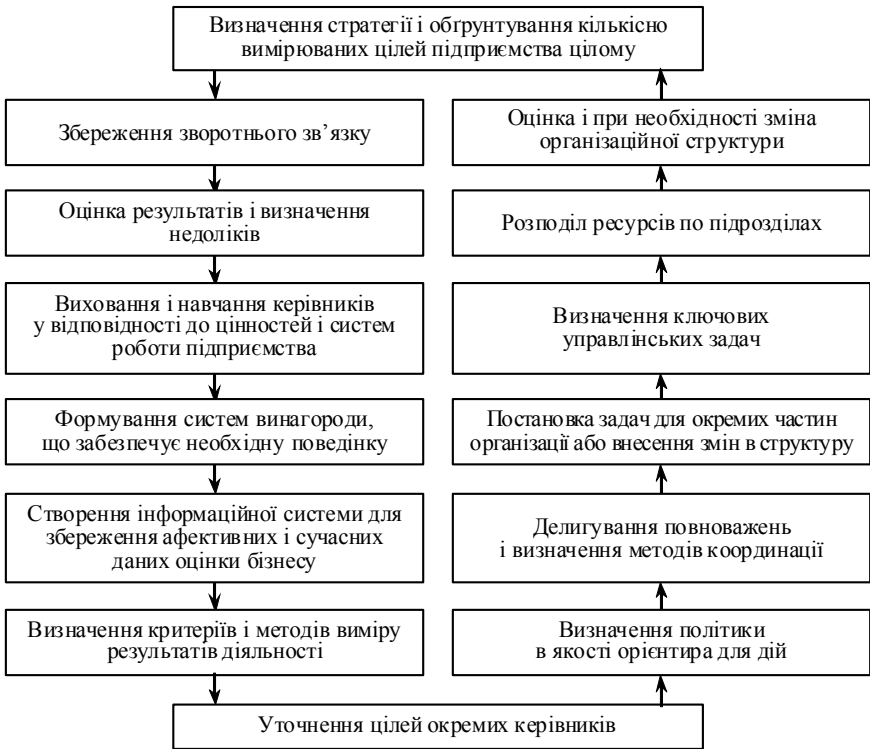 Визначення стратегії і обґрунтування кількісно
вимірюваних цілей підприємства цілому
Збереження зворотнього зв’язку
Оцінка результатів і визначення
недоліків
Виховання і навчання керівників
у відповідності до цінностей і систем
роботи підприємства
Формування систем винагороди,
що забезпечує необхідну поведінку
Створення інформаційної системи для
збереження афективних і сучасних
даних оцінки бізнесу
Визначення критеріїв і методів виміру
результатів діяльності
Оцінка і при необхідності зміна
організаційної структури
Розподіл ресурсів по підрозділах
Визначення ключових
управлінських задач
Постановка задач для окремих частин
організації або внесення змін в структуру
Делигування повноважень
і визначення методів координації
Визначення політики
в якості орієнтира для дій
Уточнення цілей окремих керівників